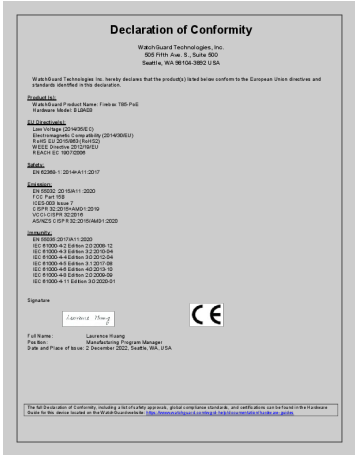 Declaration of Conformity
WatchGuard Technologies, Inc.
505 Fifth Ave. S., Suite 500
Seattle, WA 98104-3892 USA
WatchGuard Technologies Inc. hereby declares that the product(s) listed below conform to the European Union directives and
standards identified in this declaration.
Product(s):
WatchGuard Product Name: Firebox T85-PoE
Hardware Model: BL8AE8
EU Directive(s):
Low Voltage (2014/35/EC)
Electromagnetic Compatibility (2014/30/EU)
RoHS EU 2015/863 (RoHS2)
WEEE Directive 2012/19/EU
REACH EC 1907/2006
Safety:
EN 62368-1: 2014+A11:2017
Emission:
EN 55032 :2015/A11: 2020
FCC Part 15B
ICES-003 Issue 7
CISPR 32:2015+AMD1:2019
VCCI-CISPR 32:2016
AS/NZS CISPR 32:2015/AMD1:2020
Immunity:
EN 55035:2017/A11:2020
IEC 61000-4-2 Edition 2.0 2008-12
IEC 61000-4-3 Edition 3.2 2010-04
IEC 61000-4-4 Edition 3.0 2012-04
IEC 61000-4-5 Edition 3.1 2017-08
IEC 61000-4-6 Edition 4.0 2013-10
IEC 61000-4-8 Edition 2.0 2009-09
IEC 61000-4-11 Edition 3.0 2020-01
Signature
Laurence Huang
CE
Full Name: Laurence Huang
Position: Manufacturing Program Manager
Date and Place of Issue: 2 December 2022, Seattle, WA, USA
The full Declaration of Conformity, including a list of safety approvals, global compliance standards, and certifications can be found in the Hardware
Guide for this device located on the WatchGuard website: